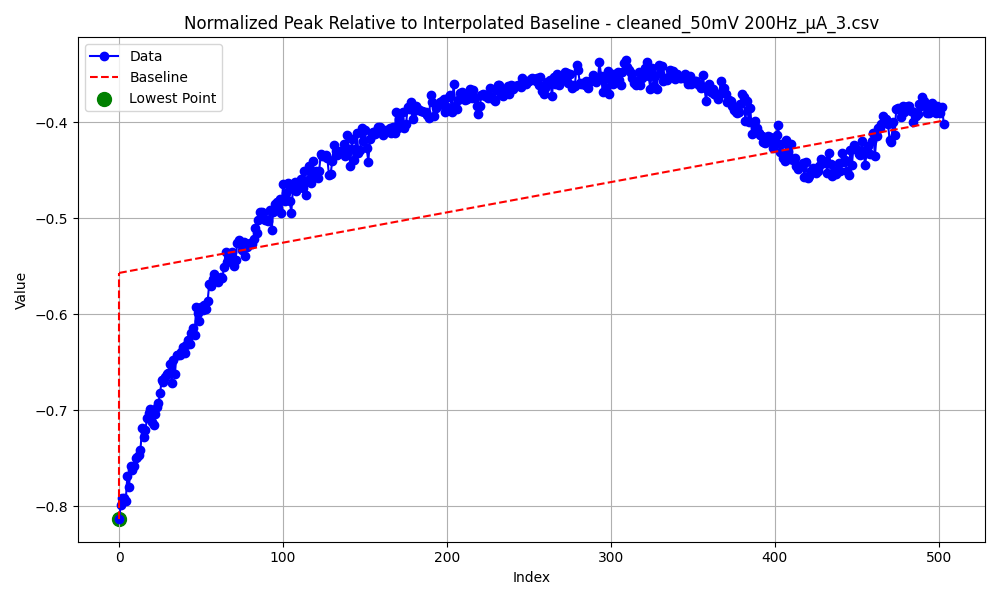 Normalized Peak Relative to Interpolated Baseline - cleaned_50mV 200Hz_μA_3.csv
Data
Baseline
Lowest Point
−0.4
−0.5
−0.6
−0.7
−0.8
Value
0 100 200 300 400 500
Index